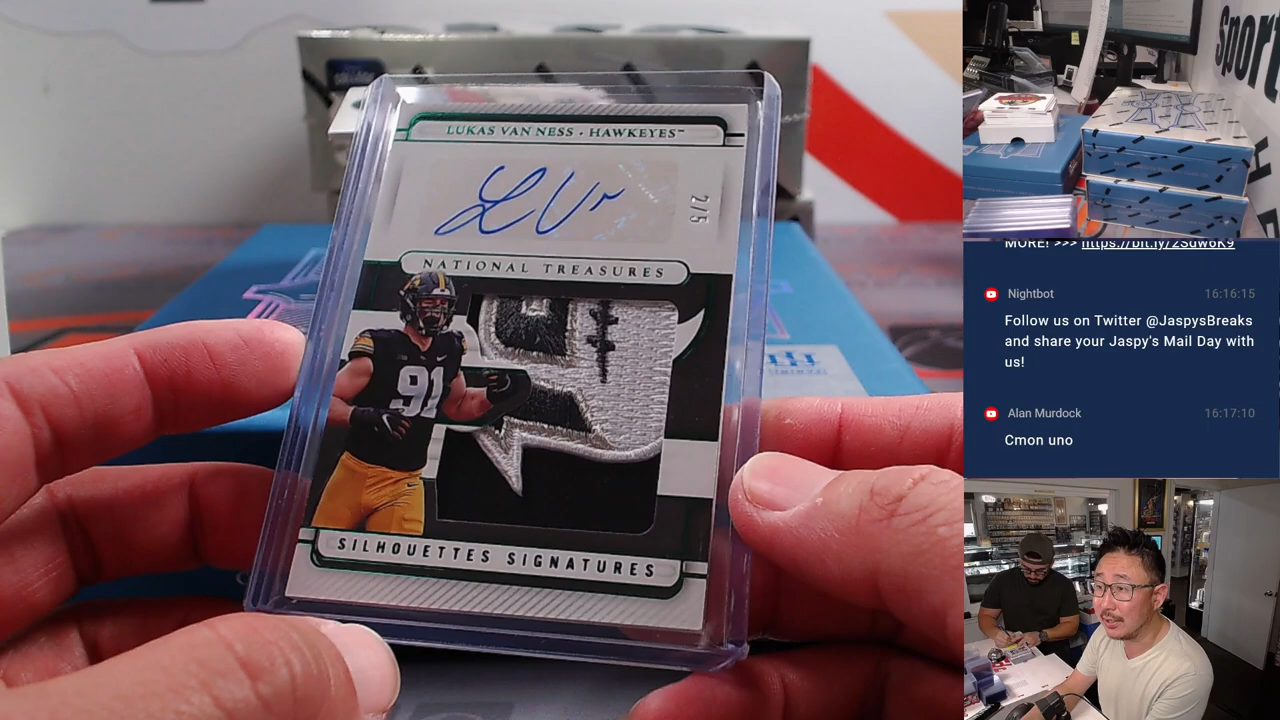 LUKAS VAN NESS · HAWKEYES™
2/5
NATIONAL TREASURES
91
SILHOUETTES SIGNATURES
Sport
MORE! >>> https://bit.ly/2Sdw6K9
Nightbot 16:16:15
Follow us on Twitter @JaspysBreaks
and share your Jaspy's Mail Day with
us!
Alan Murdock 16:17:10
Cmon uno